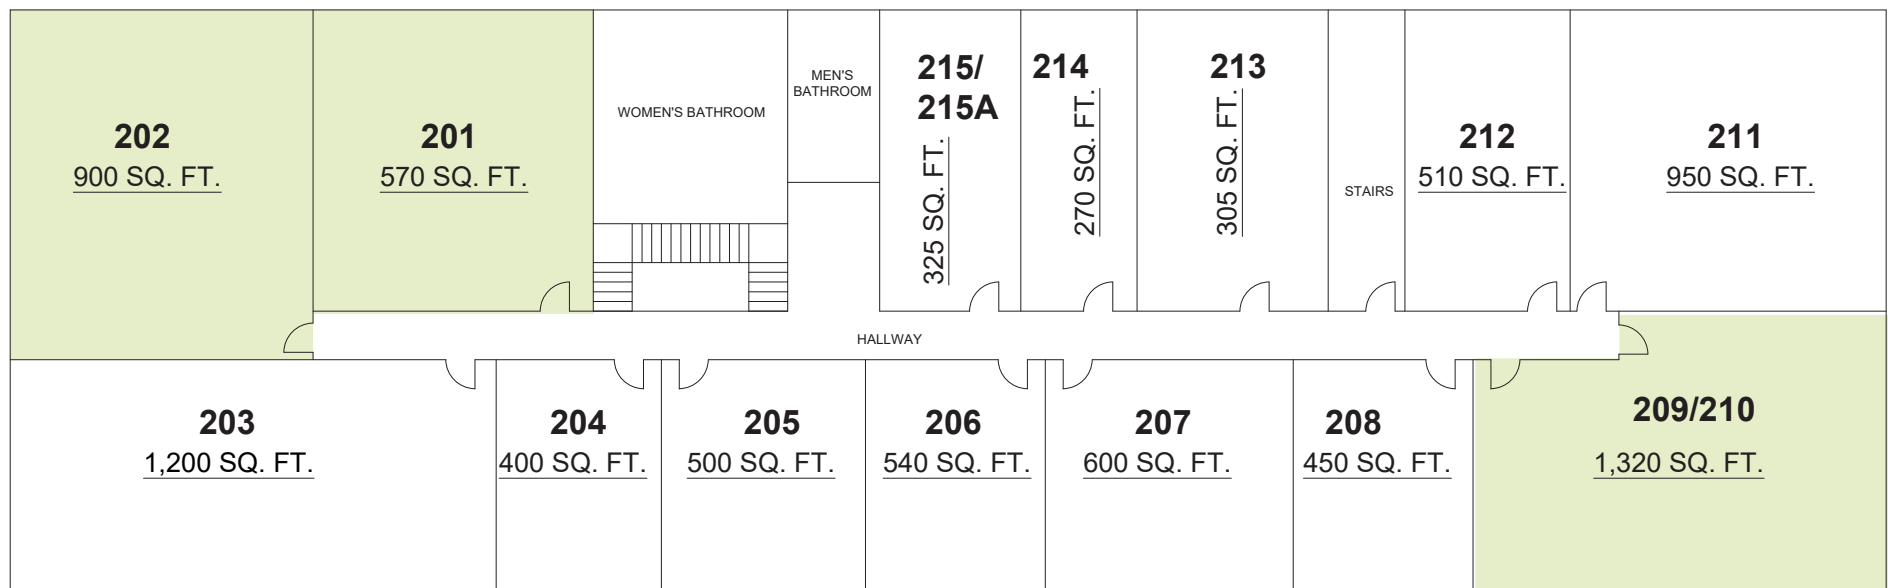 202
900 SQ. FT.
201
570 SQ. FT.
WOMEN'S BATHROOM
MEN'S
BATHROOM
215/
215A
325 SQ. FT.
214
270 SQ. FT.
213
305 SQ. FT.
STAIRS
212
510 SQ. FT.
211
950 SQ. FT.
HALLWAY
203
1,200 SQ. FT.
204
400 SQ. FT.
205
500 SQ. FT.
206
540 SQ. FT.
207
600 SQ. FT.
208
450 SQ. FT.
209/210
1,320 SQ. FT.